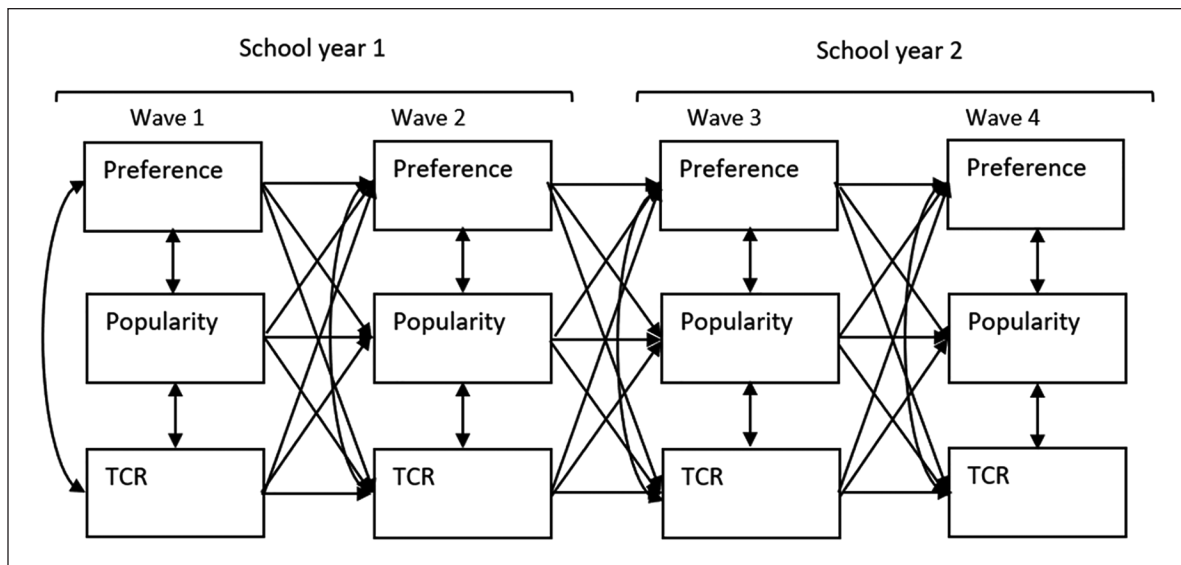 School year 1
School year 2
Wave 1
Wave 2
Wave 3
Wave 4
Preference
Preference
Preference
Preference
Popularity
Popularity
Popularity
Popularity
TCR
TCR
TCR
TCR